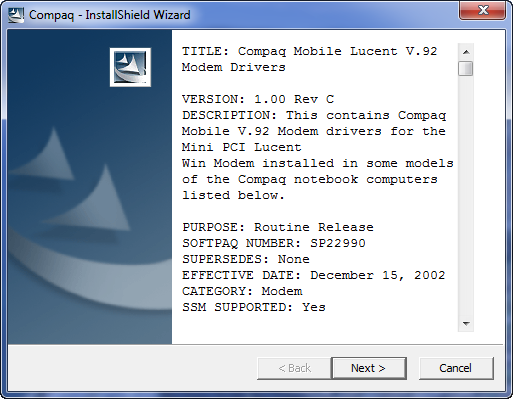 Compaq - InstallShield Wizard
TITLE: Compaq Mobile Lucent V.92
Modem Drivers
VERSION: 1.00 Rev C
DESCRIPTION: This contains Compaq
Mobile V.92 Modem drivers for the
Mini PCI Lucent
Win Modem installed in some models
of the Compaq notebook computers
listed below.
PURPOSE: Routine Release
SOFTPAQ NUMBER: SP22990
SUPERSEDES: None
EFFECTIVE DATE: December 15, 2002
CATEGORY: Modem
SSM SUPPORTED: Yes
< Back
Next >
Cancel